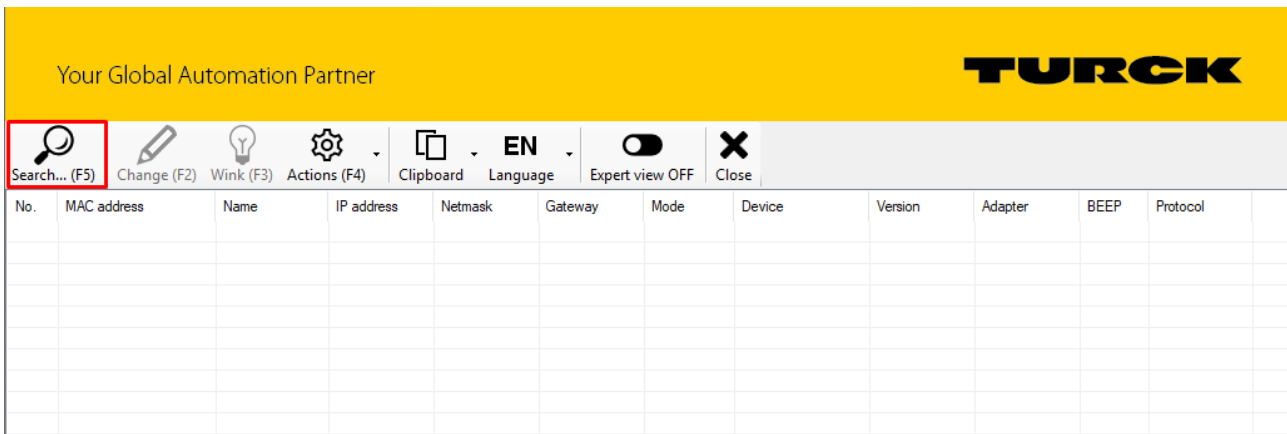 Your Global Automation Partner
TURCK
Search... (F5) Change (F2) Wink (F3) Actions (F4) Clipboard EN Language Expert view OFF Close
No. MAC address Name IP address Netmask Gateway Mode Device Version Adapter BEEP Protocol